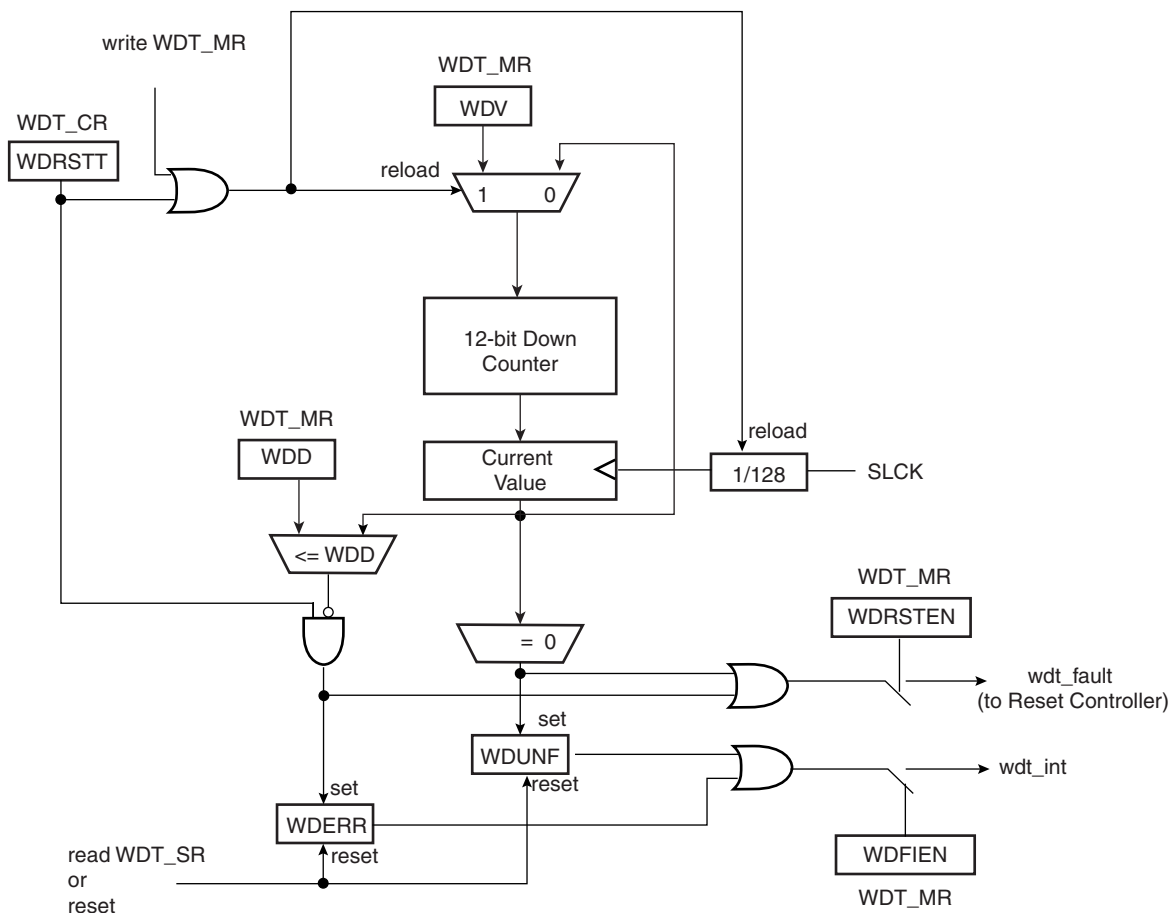 write WDT_MR
WDT_MR
WDV
WDT_CR
WDRSTT
reload
1 0
12-bit Down
Counter
WDT_MR
WDD
Current
Value
reload
1/128
SLCK
<= WDD
WDT_MR
WDRSTEN
= 0
wdt_fault
(to Reset Controller)
set
WDUNF
reset
wdt_int
set
WDERR
reset
read WDT_SR
or
reset
WDFIEN
WDT_MR